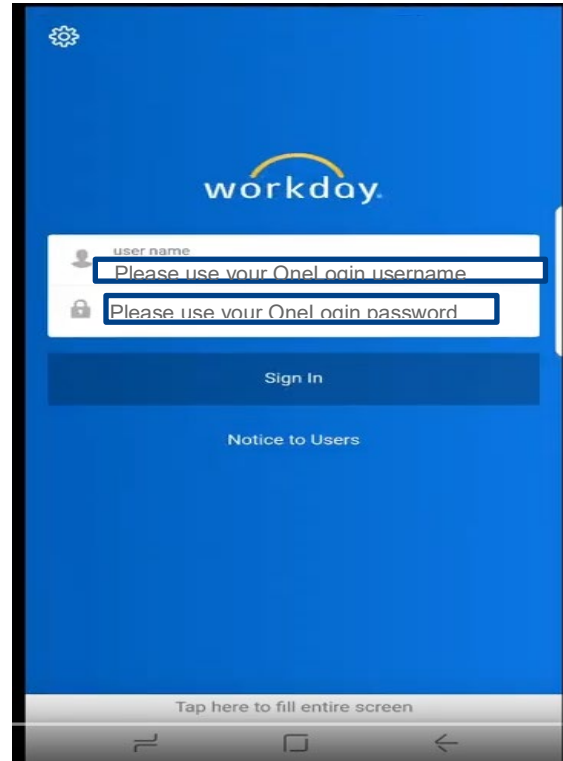 workday.
user name
Please use your OneLogin username
Please use your OneLogin password
Sign In
Notice to Users
Tap here to fill entire screen